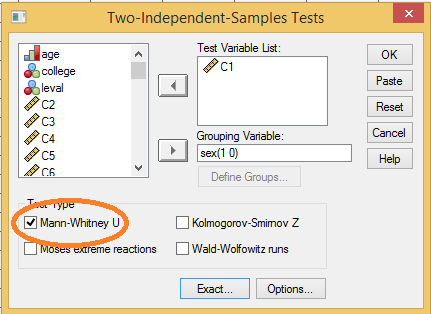 Two-Independent-Samples Tests
age
college
leval
C2
C3
C4
C5
C6
Test Variable List:
C1
Grouping Variable:
sex(1 0)
Define Groups...
OK
Paste
Reset
Cancel
Help
Test Type
Mann-Whitney U
Kolmogorov-Smirnov Z
Moses extreme reactions
Wald-Wolfowitz runs
Exact...
Options...